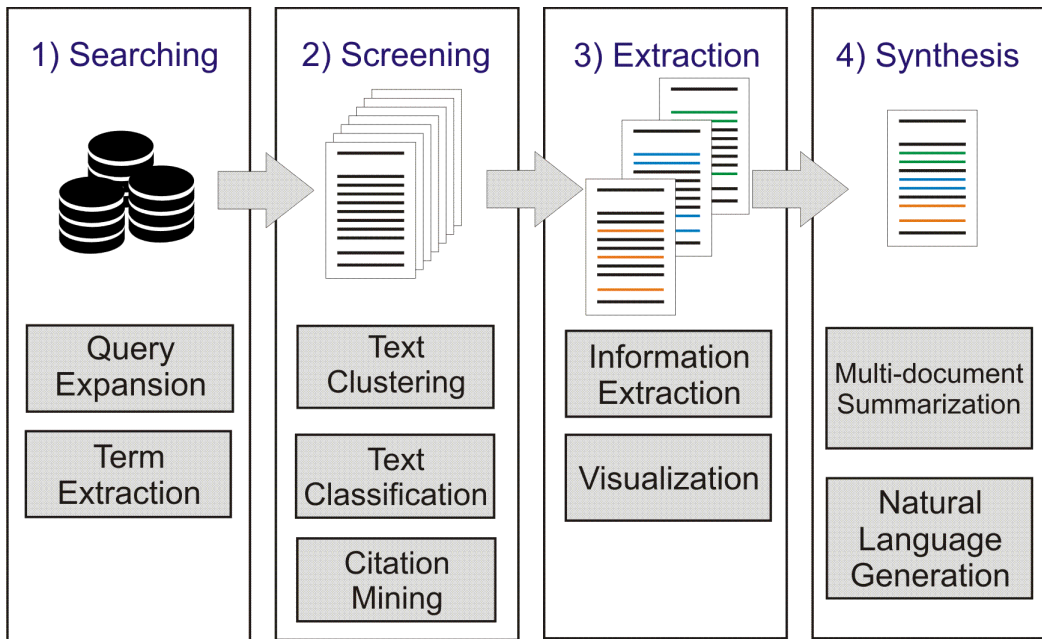 1) Searching
Query
Expansion
Term
Extraction
2) Screening
Text
Clustering
Text
Classification
Citation
Mining
3) Extraction
Information
Extraction
Visualization
4) Synthesis
Multi-document
Summarization
Natural
Language
Generation